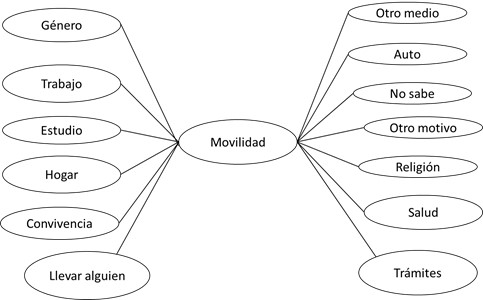 Género
Trabajo
Estudio
Hogar
Convivencia
Llevar alguien
Movilidad
Otro medio
Auto
No sabe
Otro motivo
Religión
Salud
Trámites